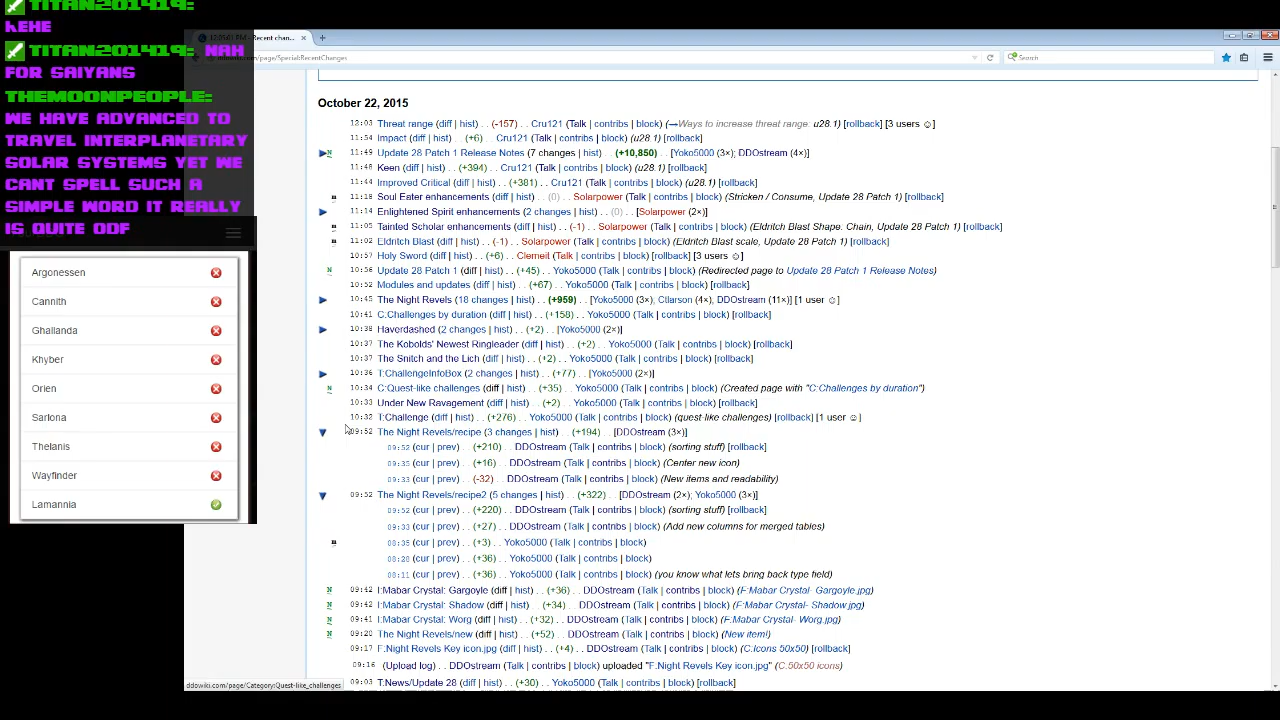 TITAN201419:
HEHE
TITAN201419: NAH
FOR SAIYANS
THEMOONPEOPLE:
WE HAVE ADVANCED TO
TRAVEL INTERPLANETARY
SOLAR SYSTEMS YET WE
CANT SPELL SUCH A
SIMPLE WORD IT REALLY
IS QUITE ODF
Argonessen
Cannith
Ghallanda
Khyber
Orien
Sarlona
Thelanis
Wayfinder
Lamannia
Recent chan...
/page/Special:RecentChanges
Search
October 22, 2015
12:03 Threat range (diff | hist) . . (-157) . . Cru121 (Talk | contribs | block) (→Ways to increase threat range: u28.1) [rollback] [3 users ☺]
11:54 Impact (diff | hist) . . (+6) . . Cru121 (Talk | contribs | block) (u28.1) [rollback]
N 11:49 Update 28 Patch 1 Release Notes (7 changes | hist) . . (+10,850) . . [Yoko5000 (3×); DDOstream (4×)]
11:48 Keen (diff | hist) . . (+394) . . Cru121 (Talk | contribs | block) (u28.1) [rollback]
11:44 Improved Critical (diff | hist) . . (+381) . . Cru121 (Talk | contribs | block) (u28.1) [rollback]
m 11:18 Soul Eater enhancements (diff | hist) . . (0) . . Solarpower (Talk | contribs | block) (Sicken / Consume, Update 28 Patch 1) [rollback]
11:14 Enlightened Spirit enhancements (2 changes | hist) . . (0) . . [Solarpower (2×)]
m 11:05 Tainted Scholar enhancements (diff | hist) . . (0) . . Solarpower (Talk | contribs | block) (Eldritch Blast Shape: Chain, Update 28 Patch 1) [rollback]
m 11:02 Eldritch Blast (diff | hist) . . (-1) . . Solarpower (Talk | contribs | block) (Eldritch Blast scale, Update 28 Patch 1) [rollback]
10:57 Holy Sword (diff | hist) . . (+6) . . Clemeit (Talk | contribs | block) [rollback] [3 users ☺]
N 10:56 Update 28 Patch 1 (diff | hist) . . (+45) . . Yoko5000 (Talk | contribs | block) (Redirected page to Update 28 Patch 1 Release Notes)
10:52 Modules and updates (diff | hist) . . (+67) . . Yoko5000 (Talk | contribs | block) [rollback]
10:45 The Night Revels (18 changes | hist) . . (+959) . . [Yoko5000 (3×); Ctlarson (4×); DDOstream (11×)] [1 user ☺]
10:41 C:Challenges by duration (diff | hist) . . (+158) . . Yoko5000 (Talk | contribs | block) [rollback]
10:38 Haverdashed (2 changes | hist) . . (+2) . . [Yoko5000 (2×)]
10:37 The Kobolds' Newest Ringleader (diff | hist) . . (+2) . . Yoko5000 (Talk | contribs | block) [rollback]
10:37 The Snitch and the Lich (diff | hist) . . (+2) . . Yoko5000 (Talk | contribs | block) [rollback]
10:36 T:ChallengeInfoBox (2 changes | hist) . . (+77) . . [Yoko5000 (2×)]
N 10:34 C:Quest-like challenges (diff | hist) . . (+35) . . Yoko5000 (Talk | contribs | block) (Created page with "C:Challenges by duration")
10:33 Under New Ravagement (diff | hist) . . (+2) . . Yoko5000 (Talk | contribs | block) [rollback]
10:32 T:Challenge (diff | hist) . . (+276) . . Yoko5000 (Talk | contribs | block) (quest-like challenges) [rollback] [1 user ☺]
09:52 The Night Revels/recipe (3 changes | hist) . . (+194) . . [DDOstream (3×)]
09:52 (cur | prev) . . (+210) . . DDOstream (Talk | contribs | block) (sorting stuff) [rollback]
09:35 (cur | prev) . . (+16) . . DDOstream (Talk | contribs | block) (Center new icon)
09:33 (cur | prev) . . (-32) . . DDOstream (Talk | contribs | block) (New items and readability)
09:52 The Night Revels/recipe2 (5 changes | hist) . . (+322) . . [DDOstream (2×); Yoko5000 (3×)]
09:52 (cur | prev) . . (+220) . . DDOstream (Talk | contribs | block) (sorting stuff) [rollback]
09:33 (cur | prev) . . (+27) . . DDOstream (Talk | contribs | block) (Add new columns for merged tables)
m 08:35 (cur | prev) . . (+3) . . Yoko5000 (Talk | contribs | block)
08:28 (cur | prev) . . (+36) . . Yoko5000 (Talk | contribs | block)
08:11 (cur | prev) . . (+36) . . Yoko5000 (Talk | contribs | block) (you know what lets bring back type field)
N 09:42 I:Mabar Crystal: Gargoyle (diff | hist) . . (+36) . . DDOstream (Talk | contribs | block) (F:Mabar Crystal- Gargoyle.jpg)
N 09:42 I:Mabar Crystal: Shadow (diff | hist) . . (+34) . . DDOstream (Talk | contribs | block) (F:Mabar Crystal- Shadow.jpg)
N 09:41 I:Mabar Crystal: Worg (diff | hist) . . (+32) . . DDOstream (Talk | contribs | block) (F:Mabar Crystal- Worg.jpg)
N 09:20 The Night Revels/new (diff | hist) . . (+52) . . DDOstream (Talk | contribs | block) (New item!)
N 09:17 F:Night Revels Key icon.jpg (diff | hist) . . (+4) . . DDOstream (Talk | contribs | block) (C:Icons 50x50) [rollback]
09:16 (Upload log) . . DDOstream (Talk | contribs | block) uploaded "F:Night Revels Key icon.jpg" (C:50x50 icons)
09:03 T:News/Update 28 (diff | hist) . . (+30) . . Yoko5000 (Talk | contribs | block) [rollback]
ddowiki.com/page/Category:Quest-like_challenges